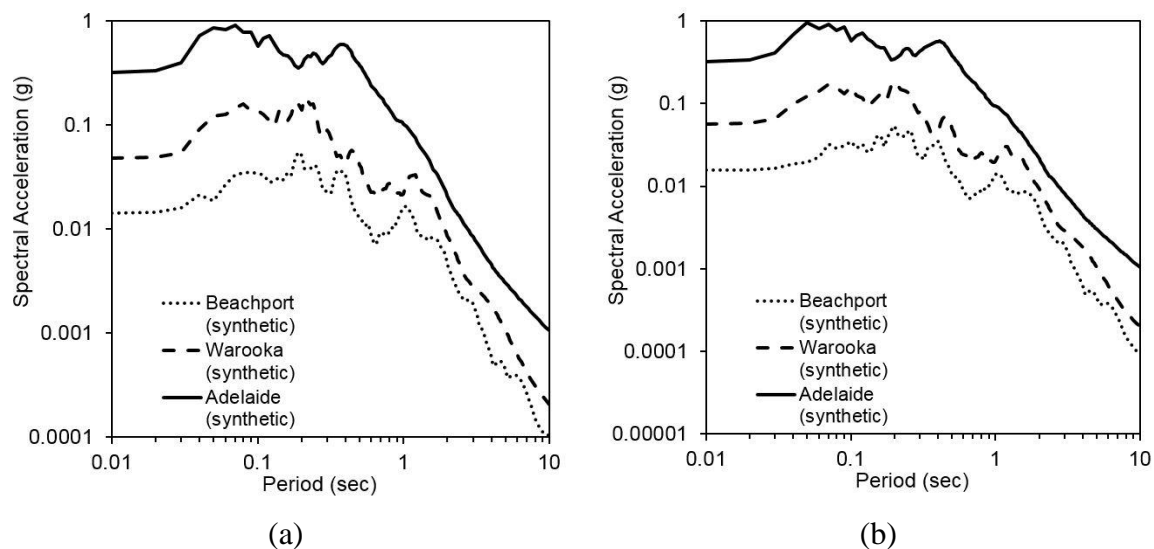 1
0.1
0.01
0.001
0.0001
Spectral Acceleration (g)
Beachport
(synthetic)
Warooka
(synthetic)
Adelaide
(synthetic)
0.01 0.1 1 10
Period (sec)
(a)
1
0.1
0.01
0.001
0.0001
0.00001
Spectral Acceleration (g)
Beachport
(synthetic)
Warooka
(synthetic)
Adelaide
(synthetic)
0.01 0.1 1 10
Period (sec)
(b)